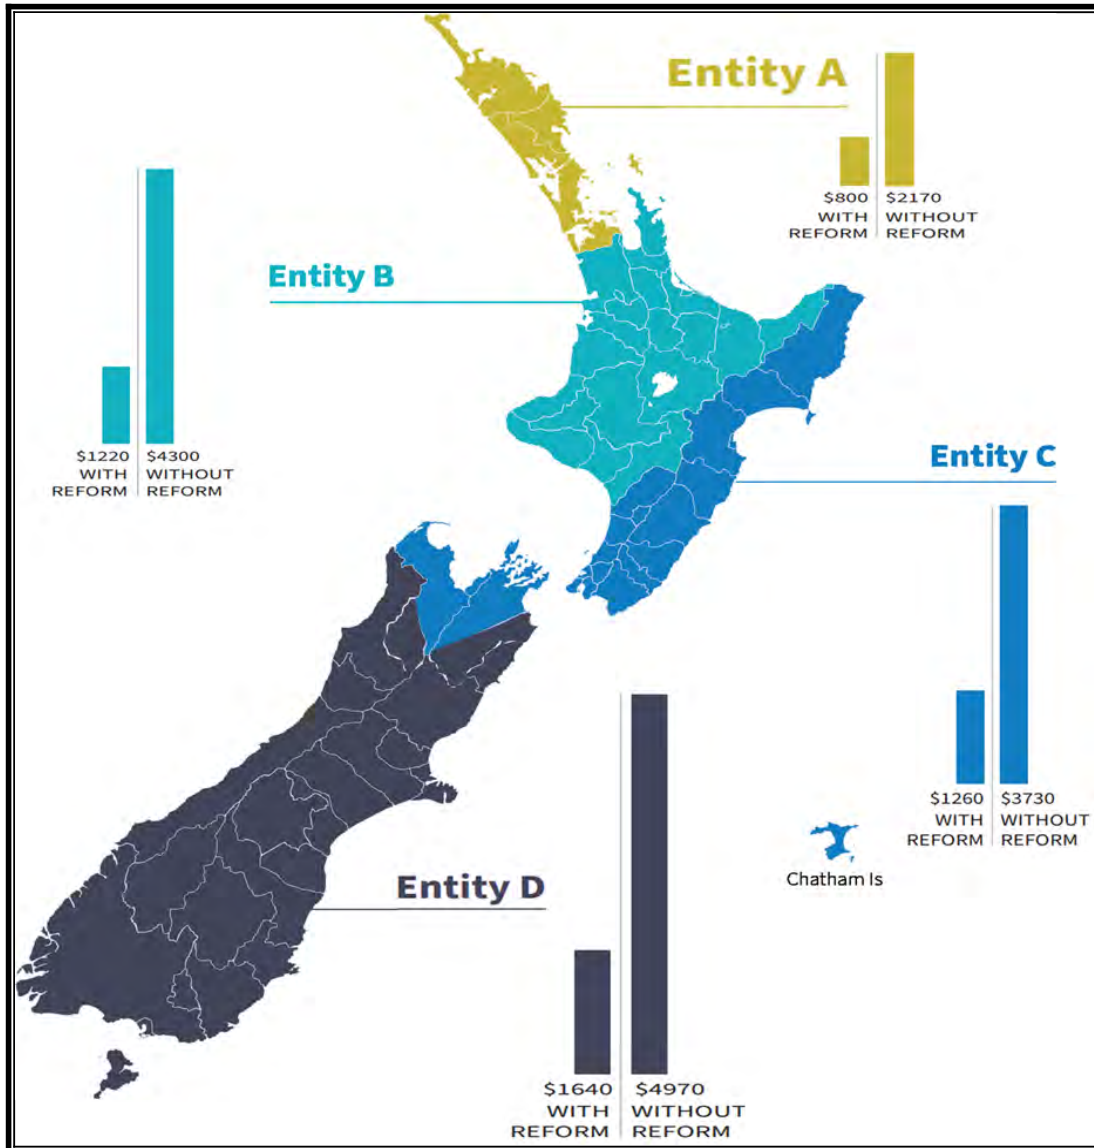 Entity A
$800
WITH
REFORM
$2170
WITHOUT
REFORM
Entity B
$1220
WITH
REFORM
$4300
WITHOUT
REFORM
Entity C
$1260
WITH
REFORM
$3730
WITHOUT
REFORM
Chatham Is
Entity D
$1640
WITH
REFORM
$4970
WITHOUT
REFORM